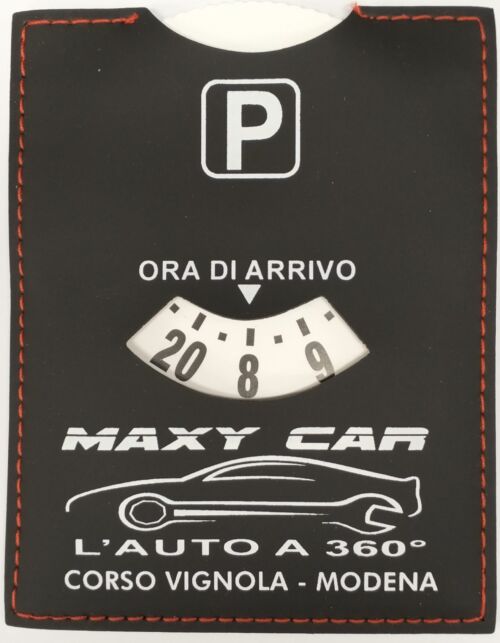 P
ORA DI ARRIVO
20 8 9
MAXY CAR
L'AUTO A 360°
CORSO VIGNOLA - MODENA